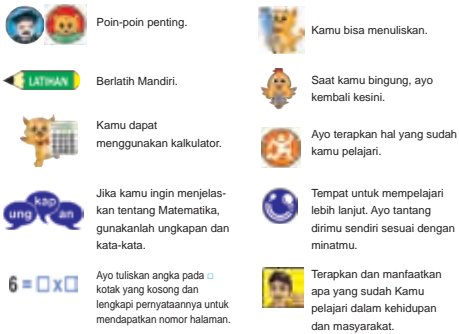 Poin-poin penting.
LATIHAN
Berlatih Mandiri.
Kamu dapat
menggunakan kalkulator.
ung kap an
Jika kamu ingin menjelas-
kan tentang Matematika,
gunakanlah ungkapan dan
kata-kata.
6 = □ x □
Ayo tuliskan angka pada □
kotak yang kosong dan
lengkapi pernyataannya untuk
mendapatkan nomor halaman.
Kamu bisa menuliskan.
Saat kamu bingung, ayo
kembali kesini.
Ayo terapkan hal yang sudah
kamu pelajari.
Tempat untuk mempelajari
lebih lanjut. Ayo tantang
dirimu sendiri sesuai dengan
minatmu.
Terapkan dan manfaatkan
apa yang sudah Kamu
pelajari dalam kehidupan
dan masyarakat.